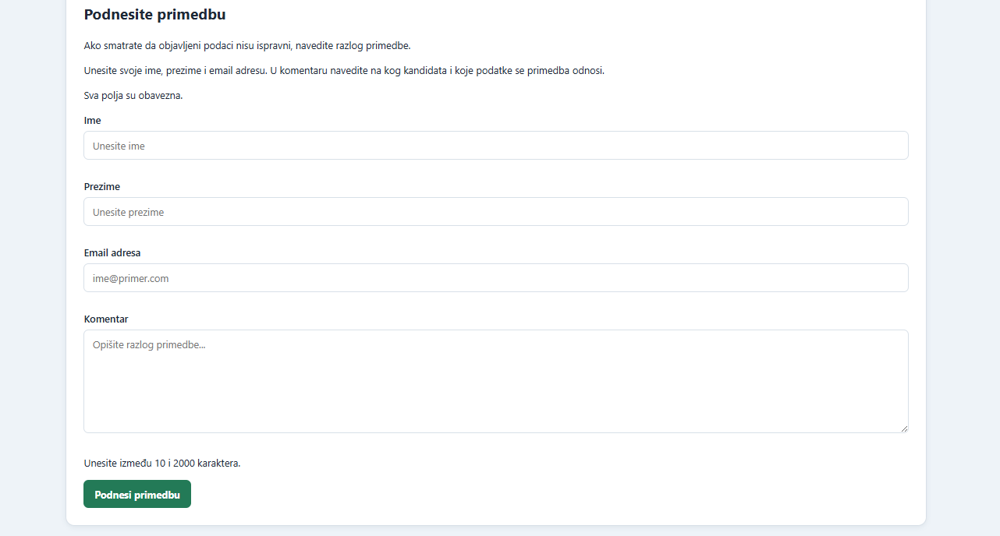 Podnesite primedbu
Ako smatrate da objavljeni podaci nisu ispravni, navedite razlog primedbe.
Unesite svoje ime, prezime i email adresu. U komentaru navedite na kog kandidata i koje podatke se primedba odnosi.
Sva polja su obavezna.
Ime
Unesite ime
Prezime
Unesite prezime
Email adresa
ime@primer.com
Komentar
Opišite razlog primedbe...
Unesite između 10 i 2000 karaktera.
Podnesi primedbu